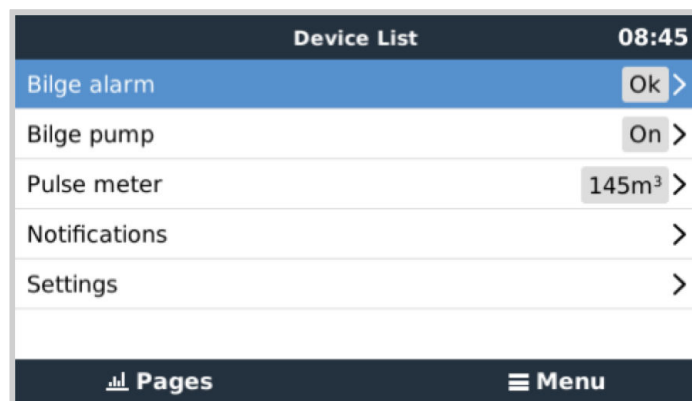 Device List 08:45
Bilge alarm Ok
Bilge pump On
Pulse meter 145m³
Notifications
Settings
Pages Menu